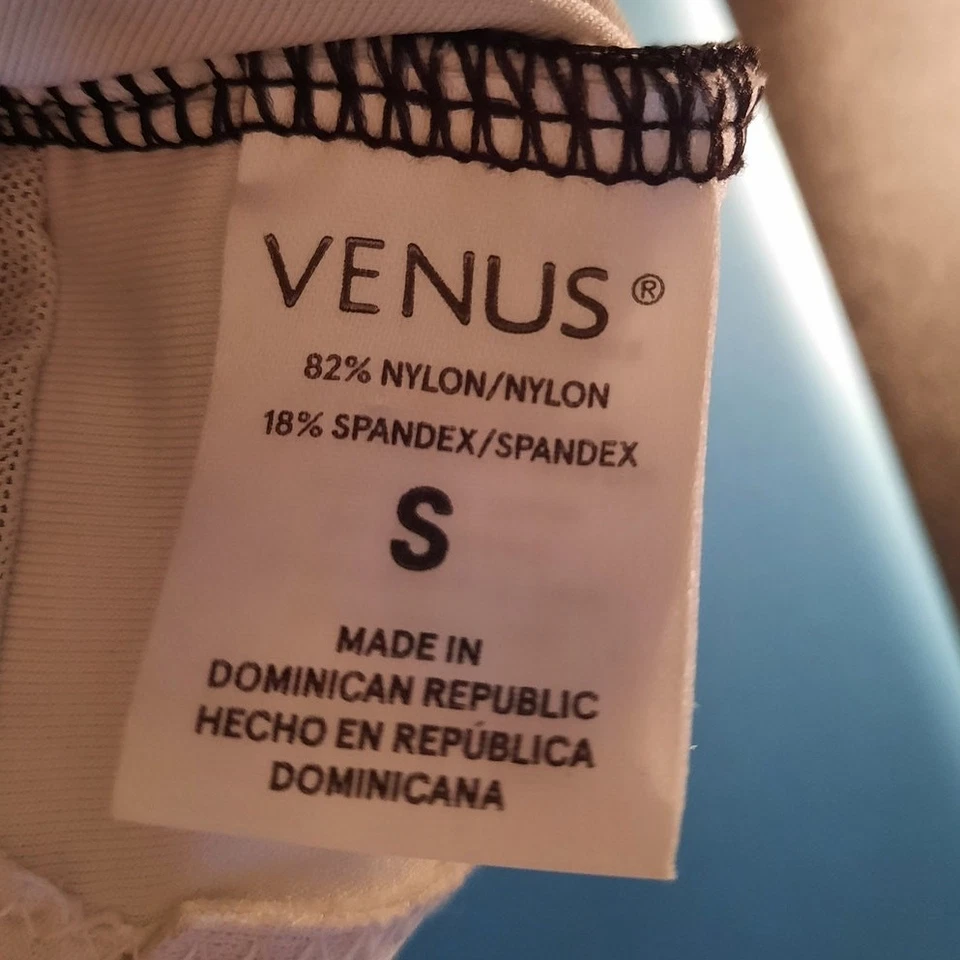 VENUS®
82% NYLON/NYLON
18% SPANDEX/SPANDEX
S
MADE IN
DOMINICAN REPUBLIC
HECHO EN REPÚBLICA
DOMINICANA